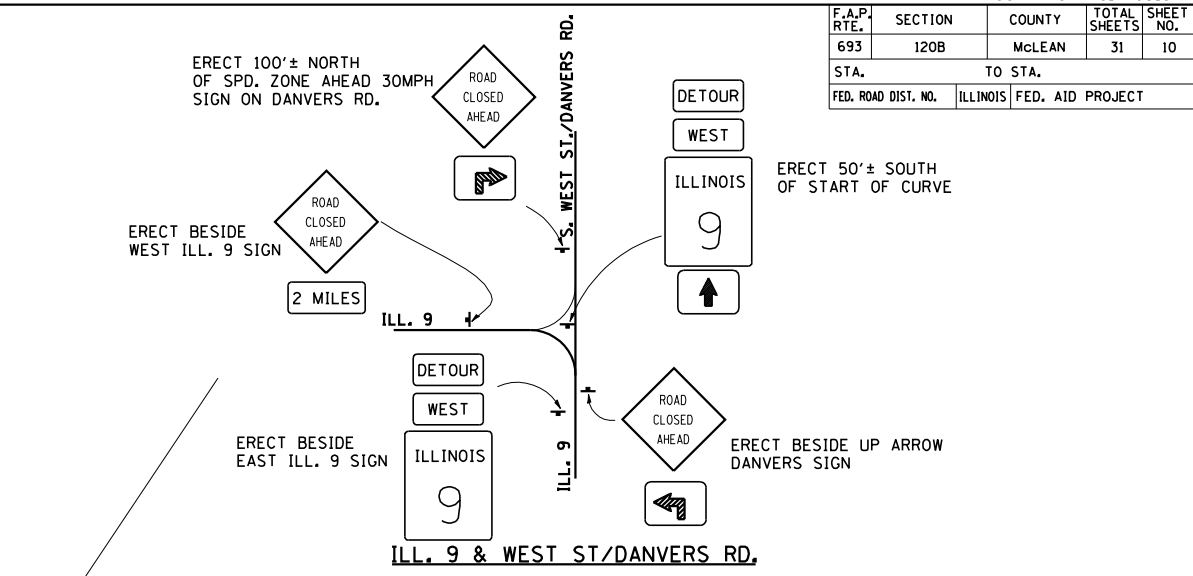 F.A.P. RTE. SECTION COUNTY TOTAL SHEETS SHEET NO.
693 120B McLEAN 31 10
STA. TO STA.
FED. ROAD DIST. NO. ILLINOIS FED. AID PROJECT
ERECT 100'± NORTH
OF SPD. ZONE AHEAD 30MPH
SIGN ON DANVERS RD.
ROAD
CLOSED
AHEAD
S. WEST ST./DANVERS RD.
DETOUR
WEST
ILLINOIS
9
ERECT 50'± SOUTH
OF START OF CURVE
ERECT BESIDE
WEST ILL. 9 SIGN
ROAD
CLOSED
AHEAD
2 MILES
ILL. 9
DETOUR
WEST
ILLINOIS
9
ERECT BESIDE
EAST ILL. 9 SIGN
ILL. 9
ROAD
CLOSED
AHEAD
ERECT BESIDE UP ARROW
DANVERS SIGN
ILL. 9 & WEST ST/DANVERS RD.